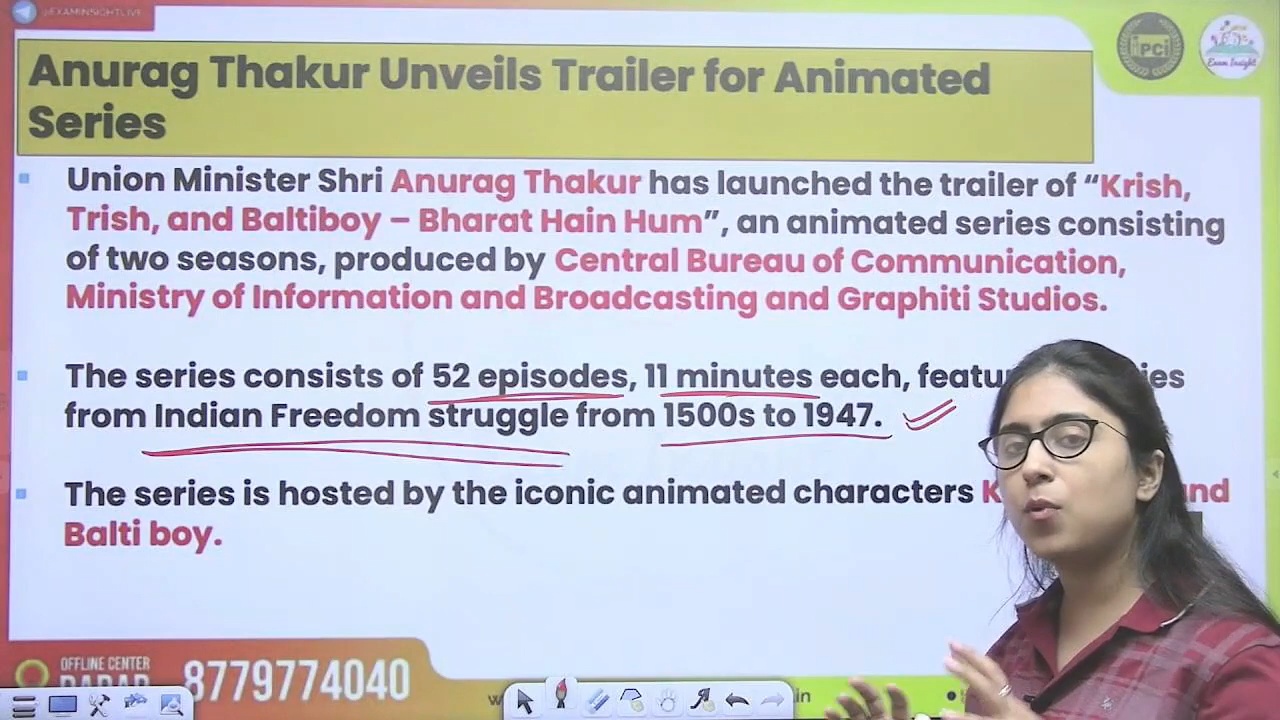 @EXAMINSIGHTLIVE
PCi
Exam Insight
Anurag Thakur Unveils Trailer for Animated
Series
Union Minister Shri Anurag Thakur has launched the trailer of “Krish,
Trish, and Baltiboy – Bharat Hain Hum”, an animated series consisting
of two seasons, produced by Central Bureau of Communication,
Ministry of Information and Broadcasting and Graphiti Studios.
The series consists of 52 episodes, 11 minutes each,
from Indian Freedom struggle from 1500s to 1947.
The series is hosted by the iconic animated characters
Balti boy.
OFFLINE CENTER
8779774040